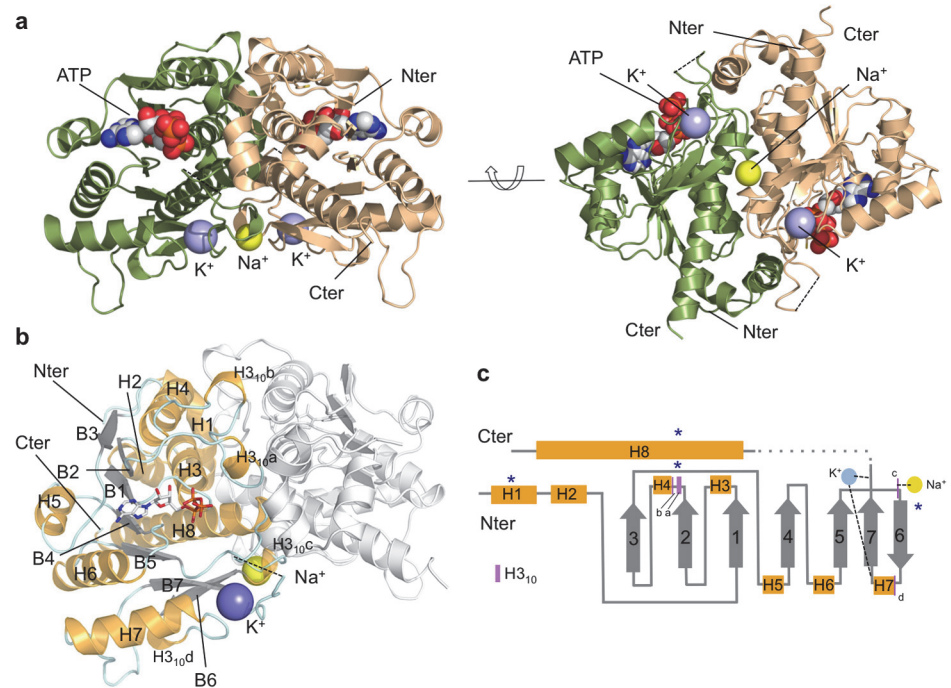 a
ATP
Nter
K⁺
Na⁺
K⁺
Cter
Nter
Cter
ATP
K⁺
Na⁺
K⁺
Cter
Nter
b
Nter
H2
H4
H3₁₀b
Cter
B3
H1
B2
H3
H3₁₀a
H5
B1
H8
B4
B5
H3₁₀c
H6
Na⁺
B7
K⁺
H7
H3₁₀d
B6
c
Cter
H8
*
*
*
K⁺
c
Na⁺
*
H1
H2
H4
H3
b a
Nter
3
2
1
4
5
7
6
H3₁₀
H5
H6
H7
d